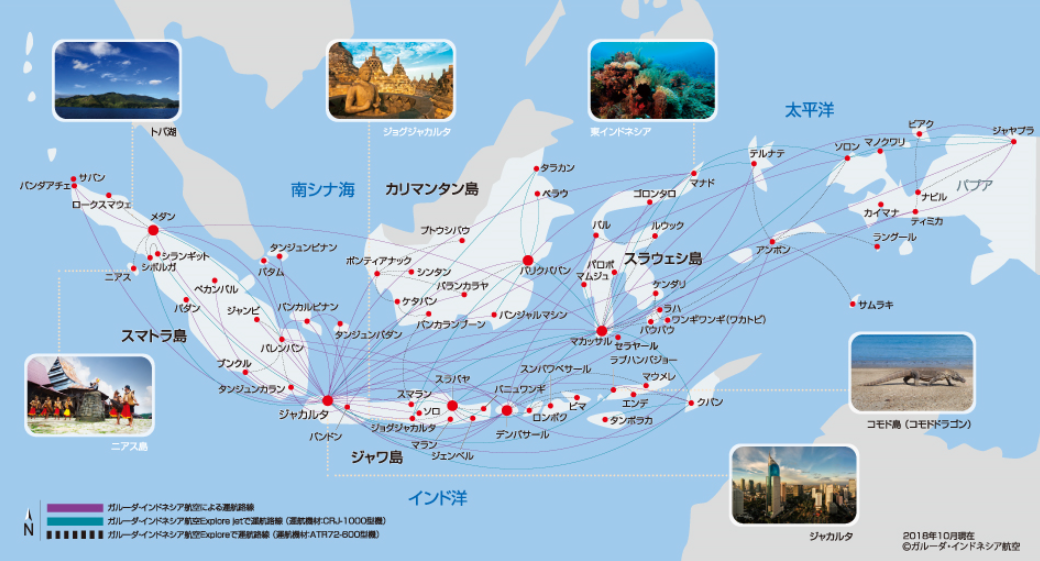 トバ湖
ジョグジャカルタ
東インドネシア
太平洋
南シナ海
カリマンタン島
スラウェシ島
スマトラ島
ジャワ島
インド洋
パプア
サバン
バンダアチェ
ロークスマウェ
メダン
シランギット
シボルガ
ニアス
ペカンバル
パダン
ジャンビ
パレンバン
ブンクル
タンジュンカラン
タンジュンピナン
バタム
パンカルピナン
タンジュンパダン
ジャカルタ
バンドン
タラカン
ベラウ
プトウシバウ
ポンティアナック
シンタン
バリクパパン
パランカラヤ
ケタパン
パンカランブーン
バンジャルマシン
スマラン
ソロ
ジョグジャカルタ
スラバヤ
マラン
ジェンベル
バニュワンギ
デンパサール
ロンボク
スンバワベサール
ビマ
ラブハンバジョー
エンデ
マウメレ
タンボラカ
クパン
マナド
ゴロンタロ
パル
ルウック
パロポ
マムジュ
ケンダリ
ラハ
ワンギワンギ(ワカトビ)
バウバウ
マカッサル
セラヤール
テルナテ
アンボン
ソロン
マノクワリ
ビアク
ジャヤプラ
ナビル
ティミカ
カイマナ
ラングール
サムラキ
ニアス島
コモド島 (コモドドラゴン)
ジャカルタ
N
ガルーダ・インドネシア航空による運航路線
ガルーダ・インドネシア航空Explore jetで運航路線 (運航機材:CRJ-1000型機)
ガルーダ・インドネシア航空Exploreで運航路線 (運航機材:ATR72-600型機)
2018年10月現在
©ガルーダ・インドネシア航空